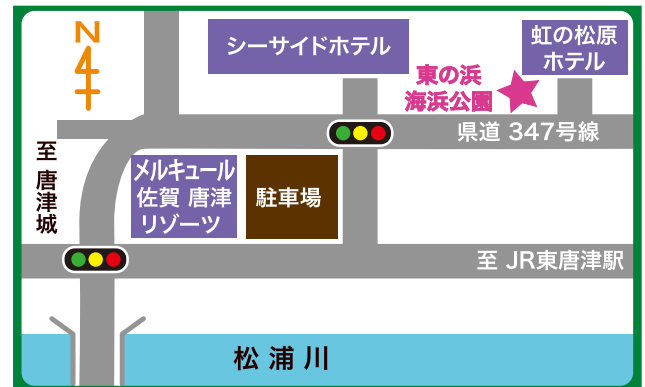 N
シーサイドホテル
虹の松原
ホテル
東の浜
海浜公園
県道 347号線
至 唐津城
メルキュール
佐賀 唐津
リゾーツ
駐車場
至 JR東唐津駅
松浦川